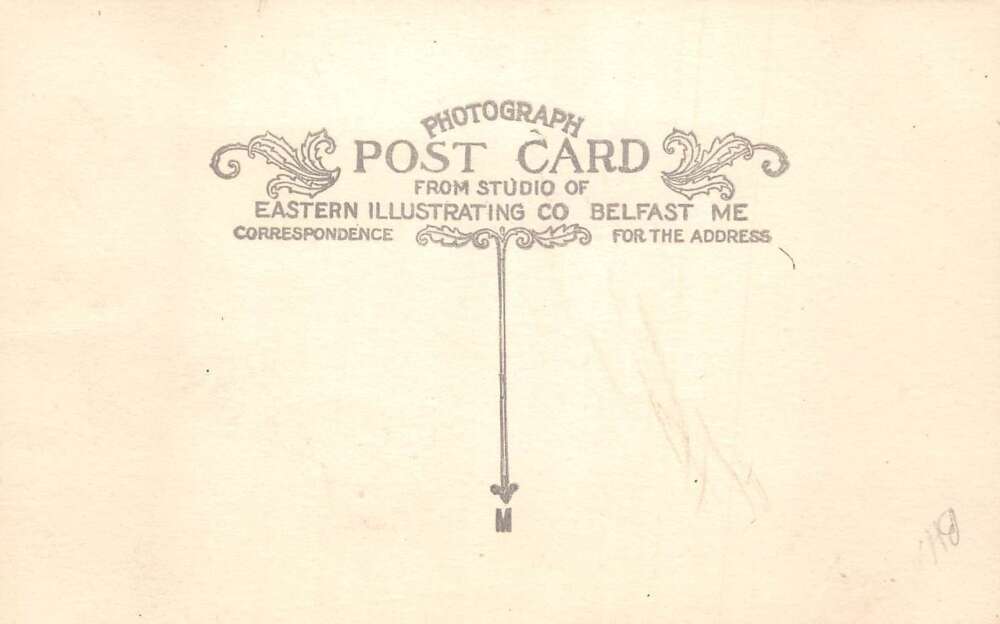 PHOTOGRAPH
POST CARD
FROM STUDIO OF
EASTERN ILLUSTRATING CO BELFAST ME
CORRESPONDENCE FOR THE ADDRESS
M